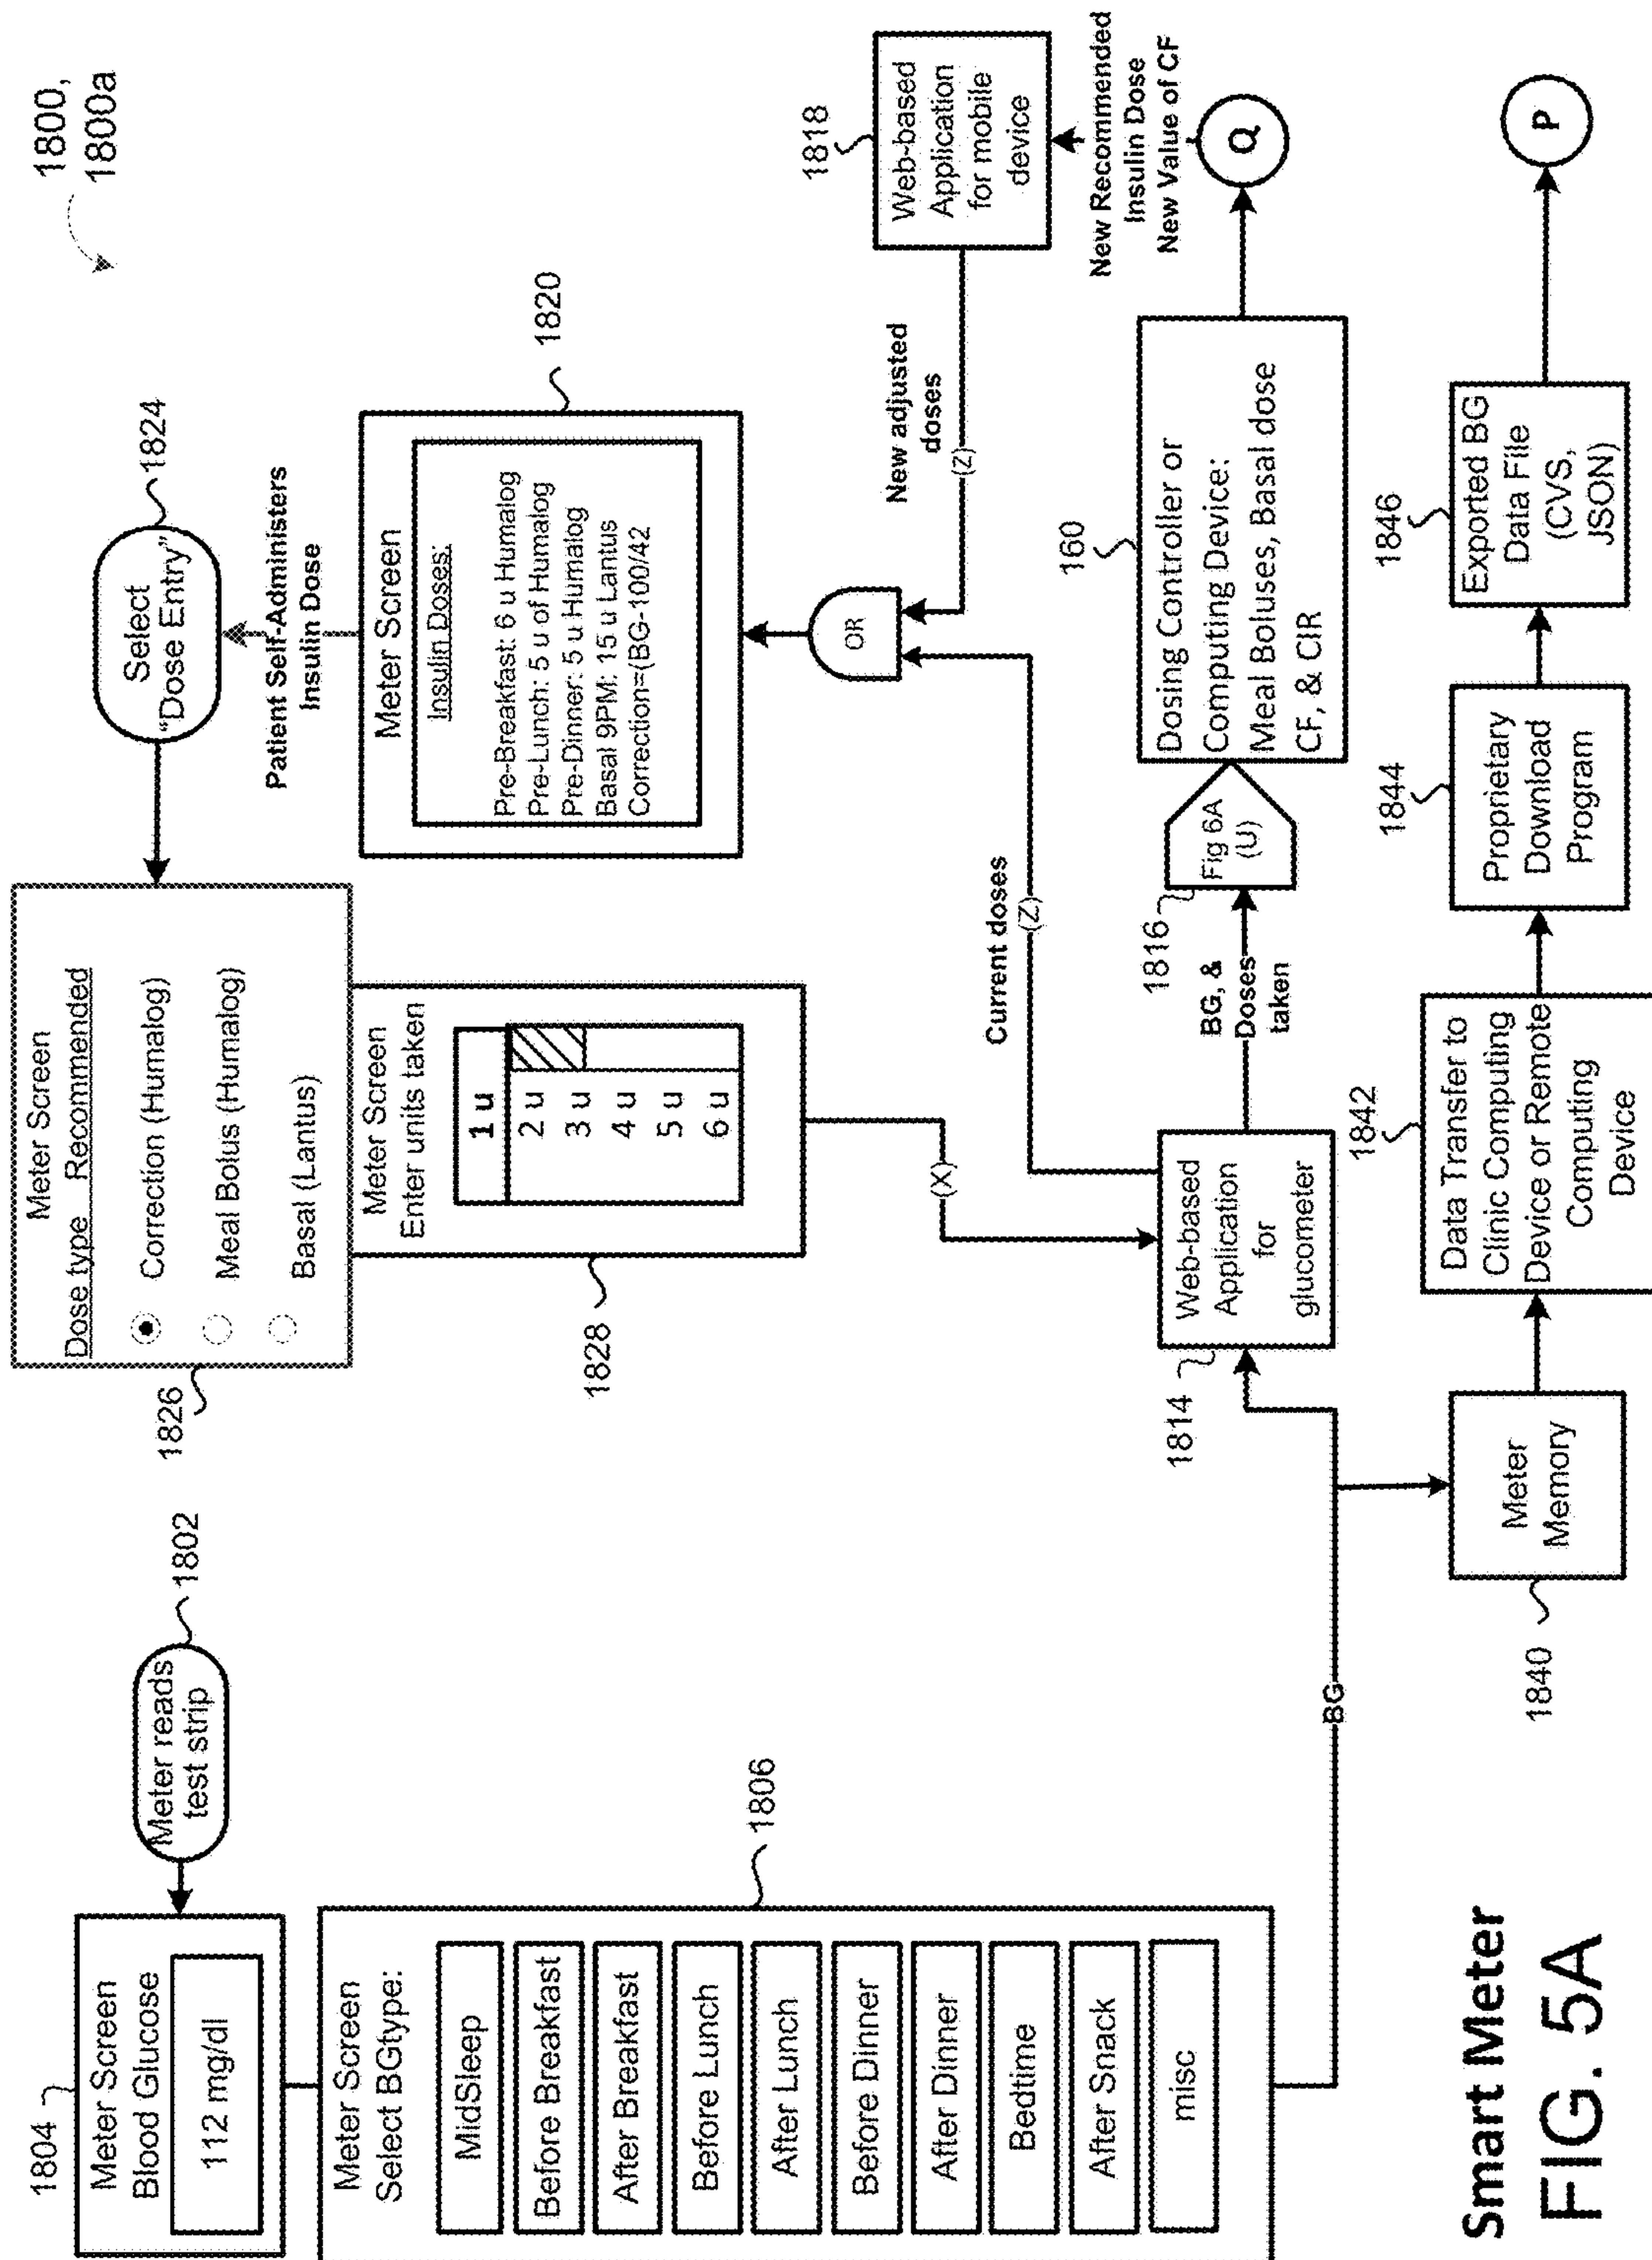 1800,
1800a
1802
Meter reads
test strip
1804
Meter Screen
Blood Glucose
112 mg/dl
1806
Meter Screen
Select BGtype:
MidSleep
Before Breakfast
After Breakfast
Before Lunch
After Lunch
Before Dinner
After Dinner
Bedtime
After Snack
misc
BG
1826
Meter Screen
Dose type Recommended
Correction (Humalog)
Meal Bolus (Humalog)
Basal (Lantus)
1828
Meter Screen
Enter units taken
1 u
2 u
3 u
4 u
5 u
6 u
(X)
1824
Select
"Dose Entry"
Patient Self-Administers
Insulin Dose
1820
Meter Screen
Insulin Doses:
Pre-Breakfast: 6 u Humalog
Pre-Lunch: 5 u of Humalog
Pre-Dinner: 5 u Humalog
Basal 9PM: 15 u Lantus
Correction=(BG-100/42
OR
Current doses
(Z)
New adjusted
doses
(Z)
1818
Web-based
Application
for mobile
device
New Recommended
Insulin Dose
New Value of CF
Q
1814
Web-based
Application
for
glucometer
BG, &
Doses
taken
1816
Fig 6A
(U)
160
Dosing Controller or
Computing Device:
Meal Boluses, Basal dose
CF, & CIR
1840
Meter
Memory
1842
Data Transfer to
Clinic Computing
Device or Remote
Computing
Device
1844
Proprietary
Download
Program
1846
Exported BG
Data File
(CVS,
JSON)
P
Smart Meter
FIG. 5A